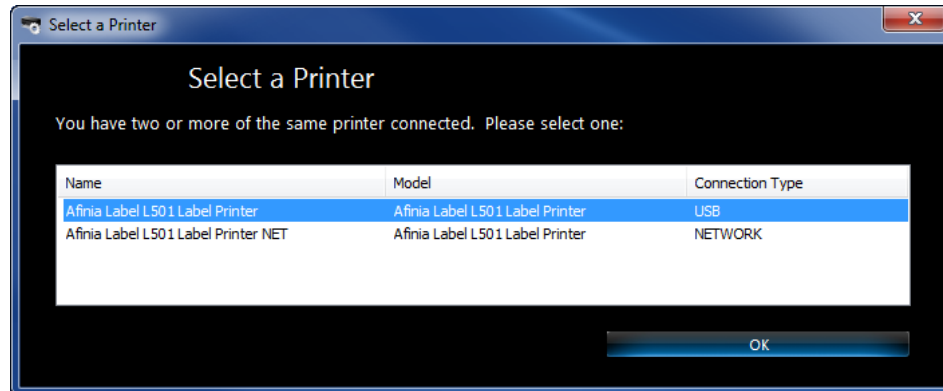 Select a Printer
Select a Printer
You have two or more of the same printer connected. Please select one:
Name Model Connection Type
Afinia Label L501 Label Printer Afinia Label L501 Label Printer USB
Afinia Label L501 Label Printer NET Afinia Label L501 Label Printer NETWORK
OK